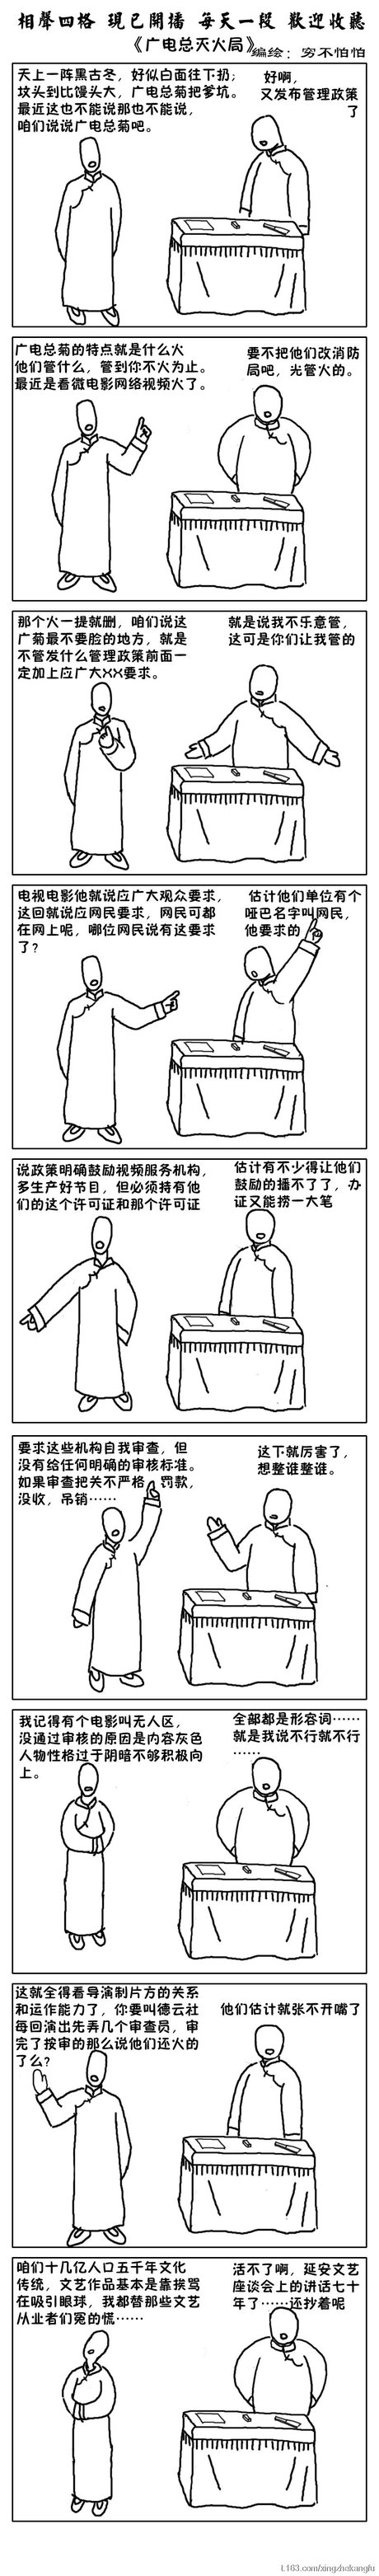 相聲四格 現已開播 每天一段 歡迎收聽
《广电总灭火局》编绘：穷不怕怕
天上一阵黑古冬，好似白面往下扔；
坟头到比馒头大，广电总菊把爹坑。
最近这也不能说那也不能说，
咱们说说广电总菊吧。
好啊，
又发布管理政策
了
广电总菊的特点就是什么火
他们管什么，管到你不火为止。
最近是看微电影网络视频火了。
要不把他们改消防
局吧，光管火的。
那个火一提就删，咱们说这
广菊最不要脸的地方，就是
不管发什么管理政策前面一
定加上应广大XX要求。
就是说我不乐意管，
这可是你们让我管的
电视电影他就说应广大观众要求，
这回就说应网民要求，网民可都
在网上呢，哪位网民说有这要求
了？
估计他们单位有个
哑巴名字叫网民，
他要求的
说政策明确鼓励视频服务机构，
多生产好节目，但必须持有他
们的这个许可证和那个许可证
估计有不少得让他们
鼓励的播不了了，办
证又能捞一大笔
要求这些机构自我审查，但
没有给任何明确的审核标准。
如果审查把关不严格，罚款，
没收，吊销……
这下就厉害了，
想整谁整谁。
我记得有个电影叫无人区，
没通过审核的原因是内容灰色
人物性格过于阴暗不够积极向
上。
全部都是形容词……
就是我说不行就不行
……
这就全得看导演制片方的关系
和运作能力了，你要叫德云社
每回演出先弄几个审查员，审
完了按审的那么说他们还火的
了么？
他们估计就张不开嘴了
咱们十几亿人口五千年文化
传统，文艺作品基本是靠挨骂
在吸引眼球，我都替那些文艺
从业者们冤的慌……
活不了啊，延安文艺
座谈会上的讲话七十
年了……还抄着呢
L163.com/xingzhekangfu